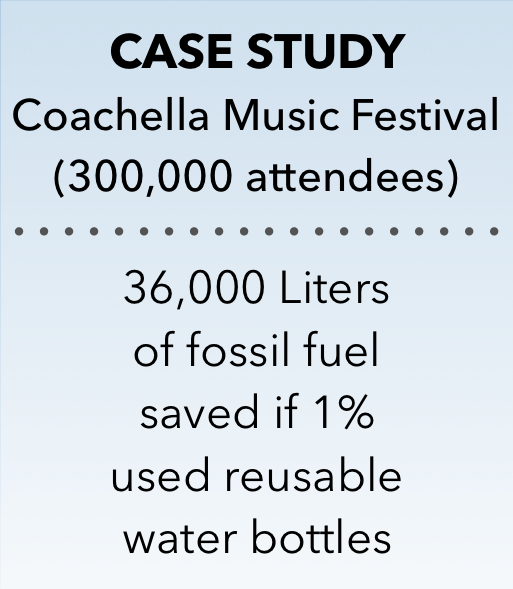 CASE STUDY
Coachella Music Festival
(300,000 attendees)
36,000 Liters
of fossil fuel
saved if 1%
used reusable
water bottles